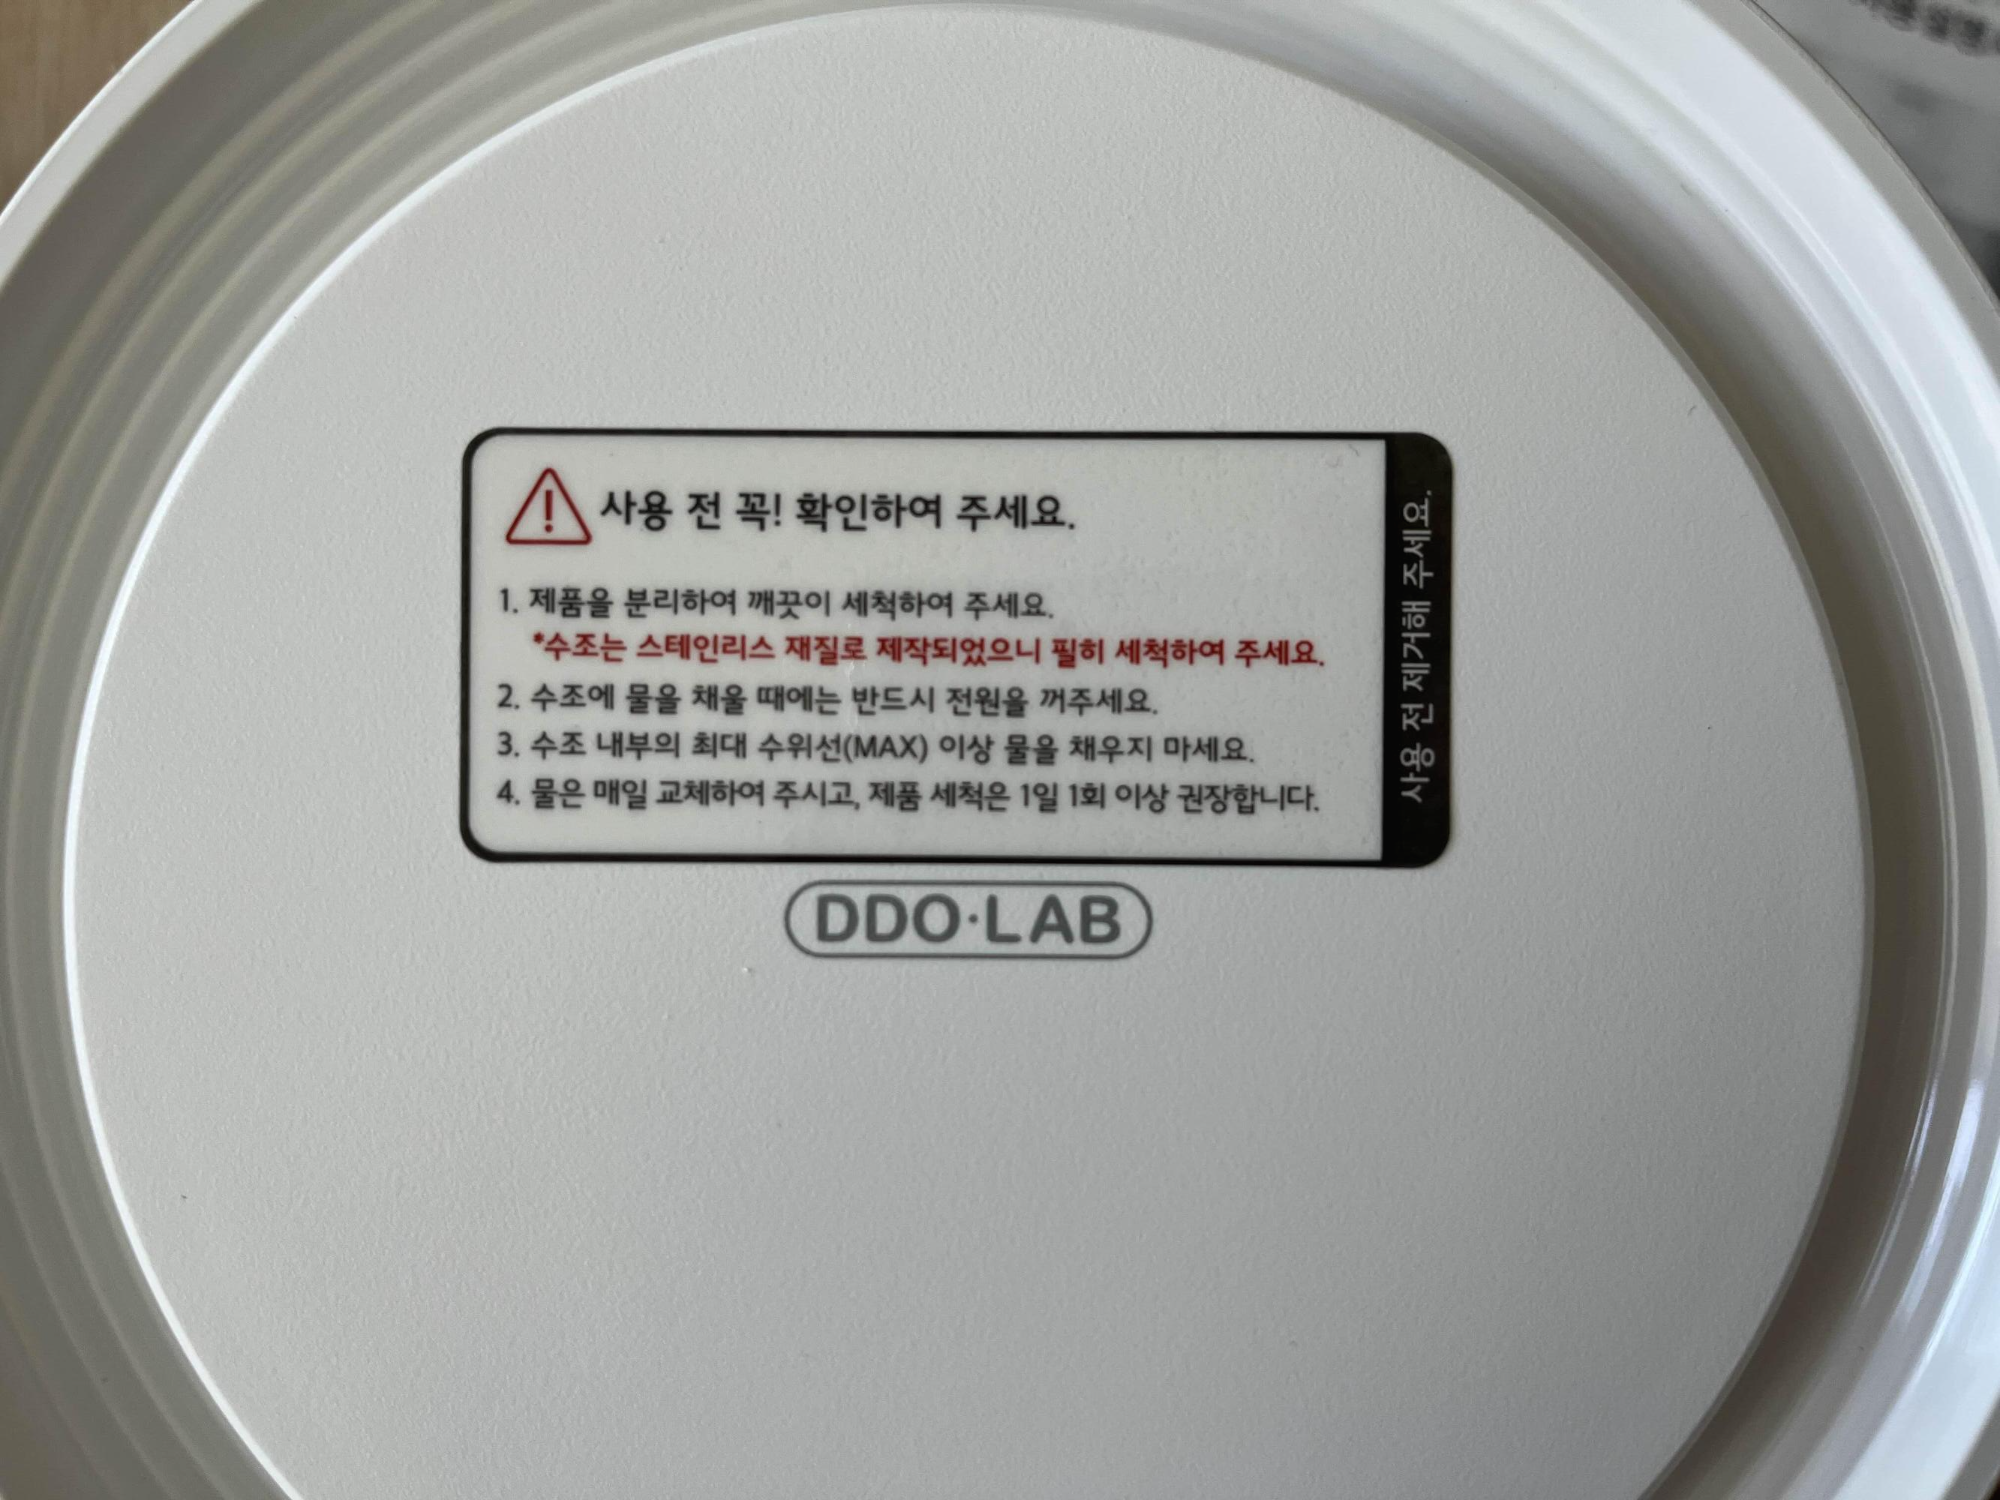 사용 전 꼭! 확인하여 주세요.
1. 제품을 분리하여 깨끗이 세척하여 주세요.
*수조는 스테인리스 재질로 제작되었으니 필히 세척하여 주세요.
2. 수조에 물을 채울 때에는 반드시 전원을 꺼주세요.
3. 수조 내부의 최대 수위선(MAX) 이상 물을 채우지 마세요.
4. 물은 매일 교체하여 주시고, 제품 세척은 1일 1회 이상 권장합니다.
사용 전 제거해 주세요.
DDO·LAB